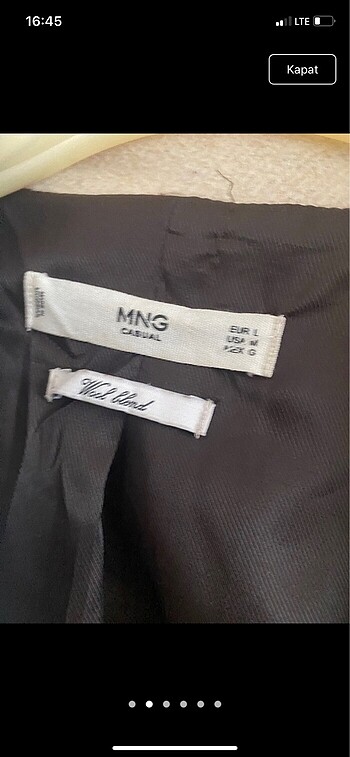 16:45
LTE
Kapat
MNG
CASUAL
EUR L
USA M
MEX G
Wool blend